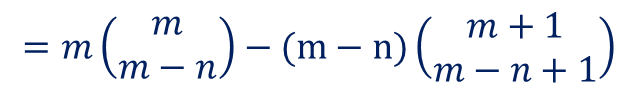 = m \binom{m}{m-n} - (m-n) \binom{m+1}{m-n+1}